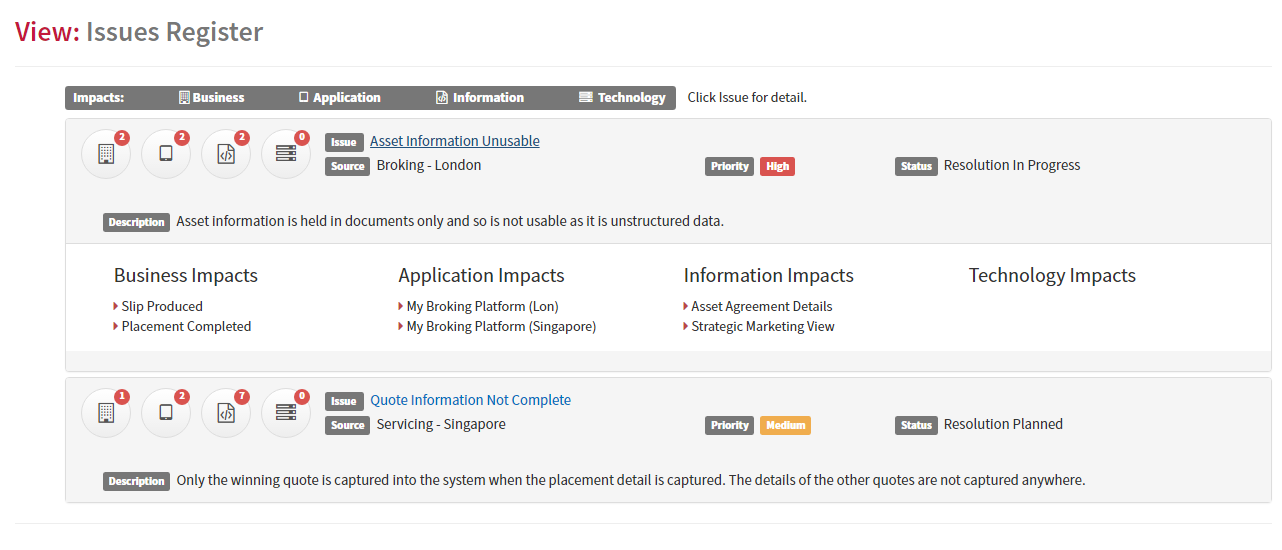 View: Issues Register
Impacts: Business Application Information Technology Click Issue for detail.
2 2 2 0
Issue Asset Information Unusable
Source Broking - London Priority High Status Resolution In Progress
Description Asset information is held in documents only and so is not usable as it is unstructured data.
Business Impacts Application Impacts Information Impacts Technology Impacts
Slip Produced My Broking Platform (Lon) Asset Agreement Details
Placement Completed My Broking Platform (Singapore) Strategic Marketing View
1 2 7 0
Issue Quote Information Not Complete
Source Servicing - Singapore Priority Medium Status Resolution Planned
Description Only the winning quote is captured into the system when the placement detail is captured. The details of the other quotes are not captured anywhere.